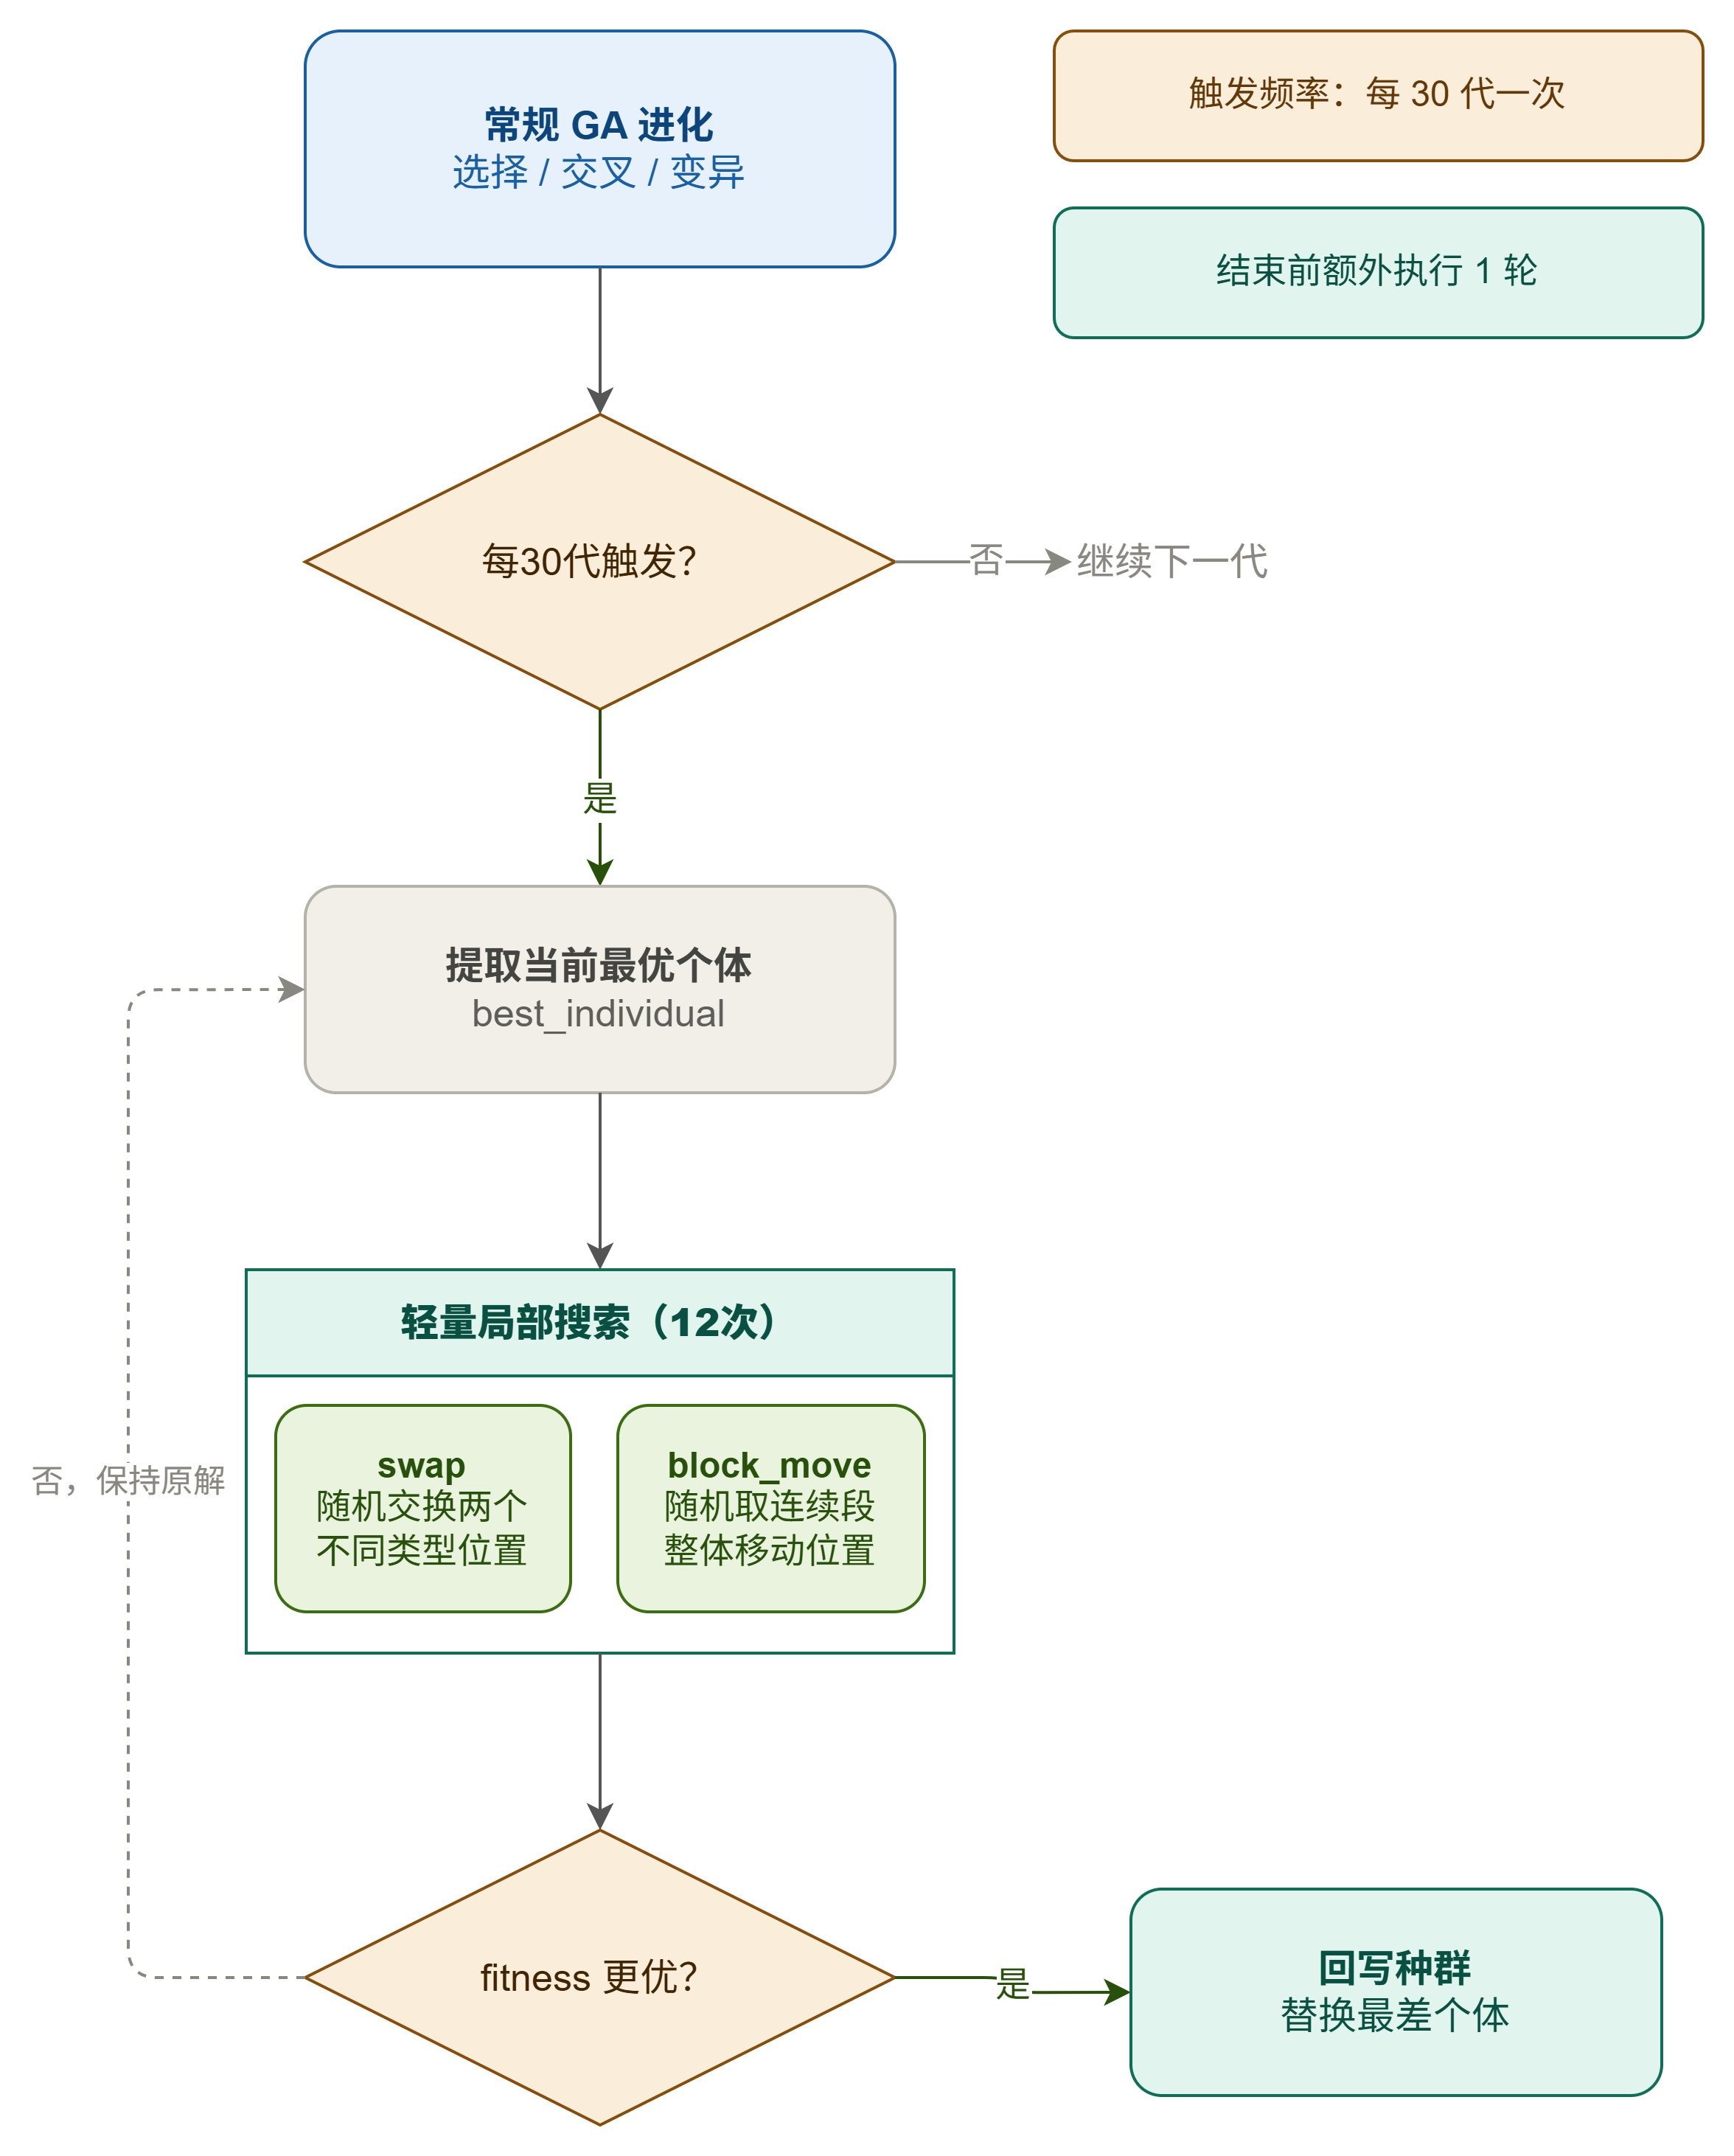 常规 GA 进化
选择 / 交叉 / 变异
触发频率：每 30 代一次
结束前额外执行 1 轮
每30代触发？
否
继续下一代
是
提取当前最优个体
best_individual
轻量局部搜索（12次）
swap
随机交换两个
不同类型位置
block_move
随机取连续段
整体移动位置
否，保持原解
fitness 更优？
是
回写种群
替换最差个体